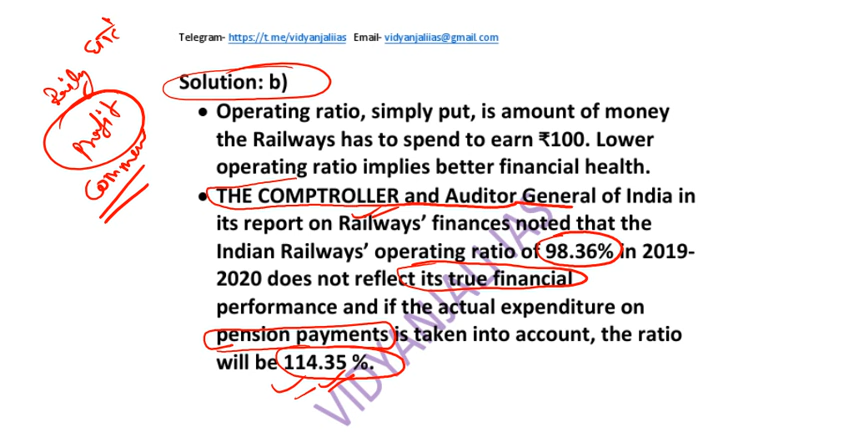 Telegram- https://t.me/vidyanjaliias Email- vidyanjaliias@gmail.com
Solution: b)
• Operating ratio, simply put, is amount of money
the Railways has to spend to earn ₹100. Lower
operating ratio implies better financial health.
• THE COMPTROLLER and Auditor General of India in
its report on Railways’ finances noted that the
Indian Railways’ operating ratio of 98.36% in 2019-
2020 does not reflect its true financial
performance and if the actual expenditure on
pension payments is taken into account, the ratio
will be 114.35 %.
VIDYANJALI IAS
Profit